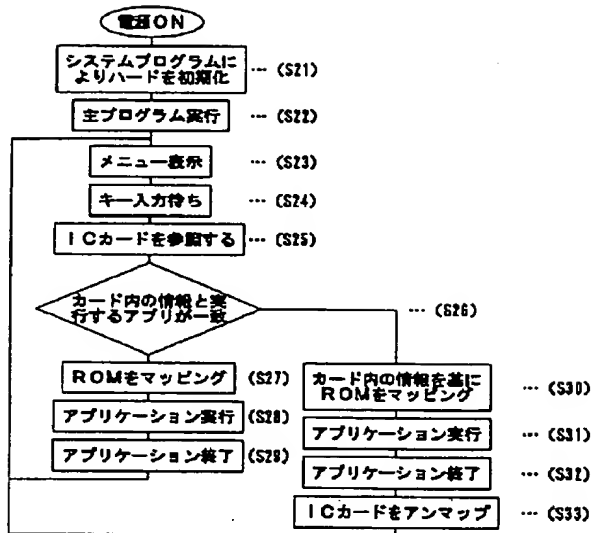 電源ON
システムプログラムに
よりハードを初期化
… (S21)
主プログラム実行
… (S22)
メニュー表示
… (S23)
キー入力待ち
… (S24)
ICカードを参照する
… (S25)
カード内の情報と実
行するアプリが一致
… (S26)
ROMをマッピング
(S27)
アプリケーション実行
(S28)
アプリケーション終了
(S29)
カード内の情報を基に
ROMをマッピング
… (S30)
アプリケーション実行
… (S31)
アプリケーション終了
… (S32)
ICカードをアンマップ
… (S33)